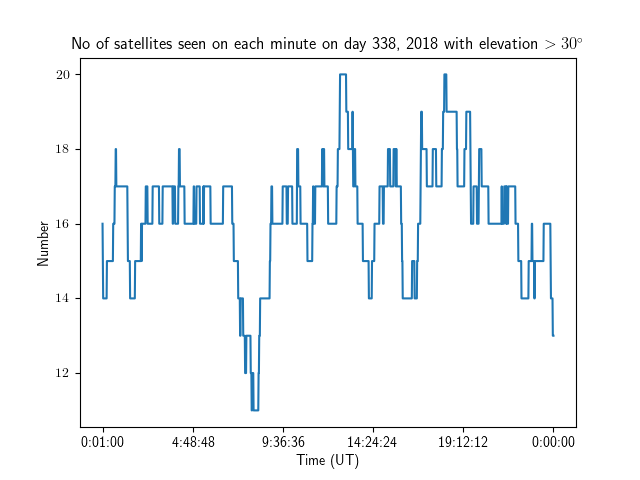 No of satellites seen on each minute on day 338, 2018 with elevation > 30°
20
18
16
14
12
Number
0:01:00 4:48:48 9:36:36 14:24:24 19:12:12 0:00:00
Time (UT)